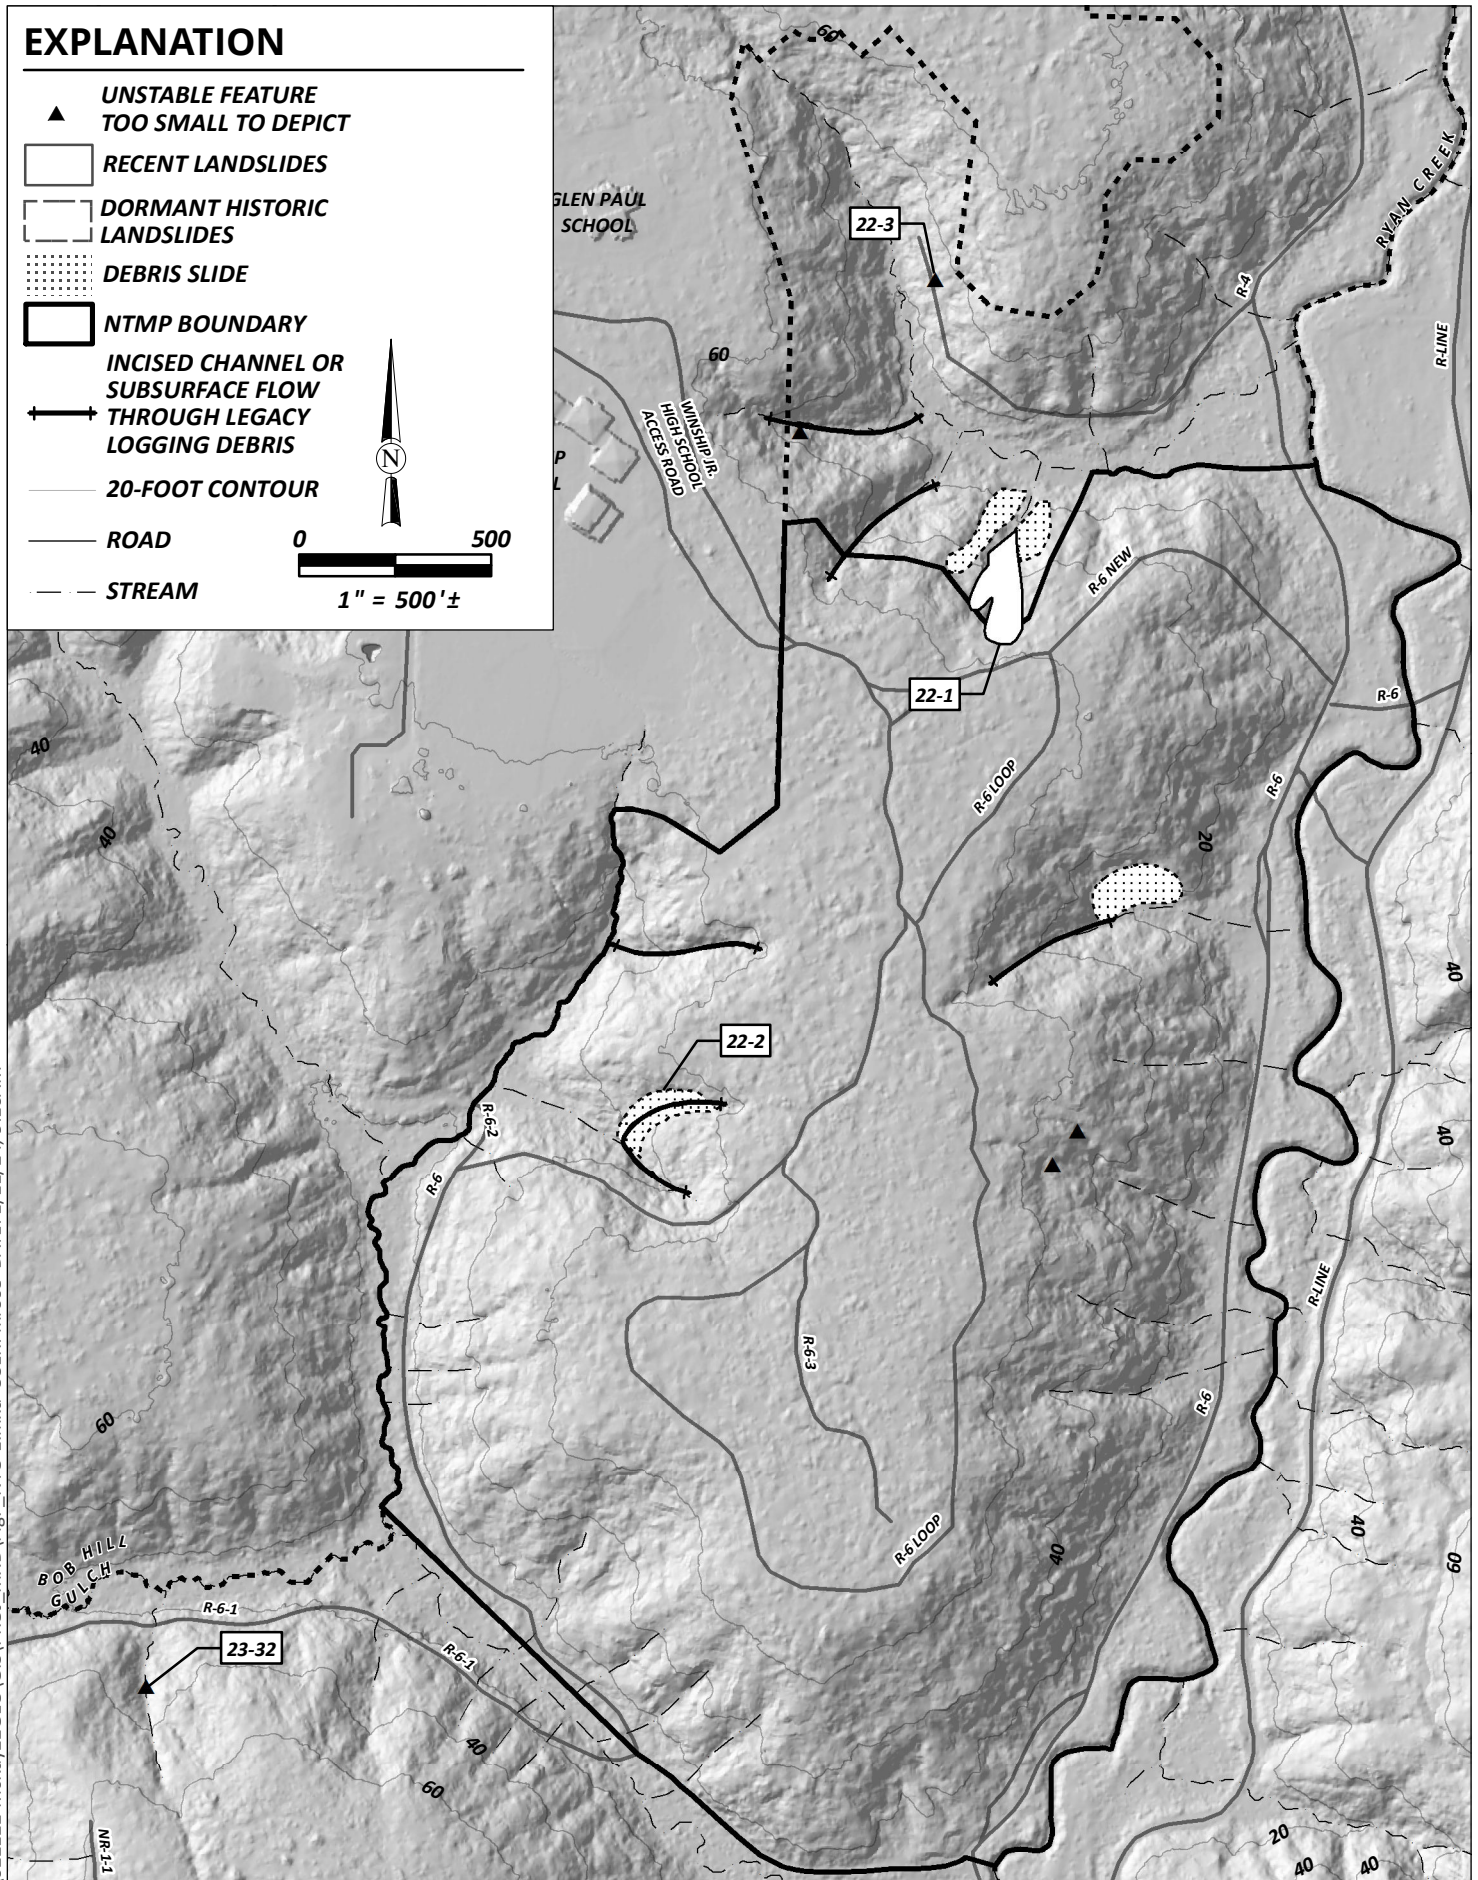 EXPLANATION
UNSTABLE FEATURE
TOO SMALL TO DEPICT
RECENT LANDSLIDES
DORMANT HISTORIC
LANDSLIDES
DEBRIS SLIDE
NTMP BOUNDARY
INCISED CHANNEL OR
SUBSURFACE FLOW
THROUGH LEGACY
LOGGING DEBRIS
20-FOOT CONTOUR
ROAD
STREAM
N
0 500
1" = 500'±
60
GLEN PAUL
SCHOOL
22-3
RYAN CREEK
R-4
R-LINE
60
WINSHIP JR.
HIGH SCHOOL
ACCESS ROAD
P
L
R-6 NEW
22-1
R-6
40
R-6 LOOP
R-6
40
20
40
22-2
R-6-2
40
R-6
R-LINE
R-6-3
R-6
60
R-6 LOOP
40
40
60
BOB HILL
GULCH
R-6-1
23-32
R-6-1
40
60
NR-1-1
20
40
40